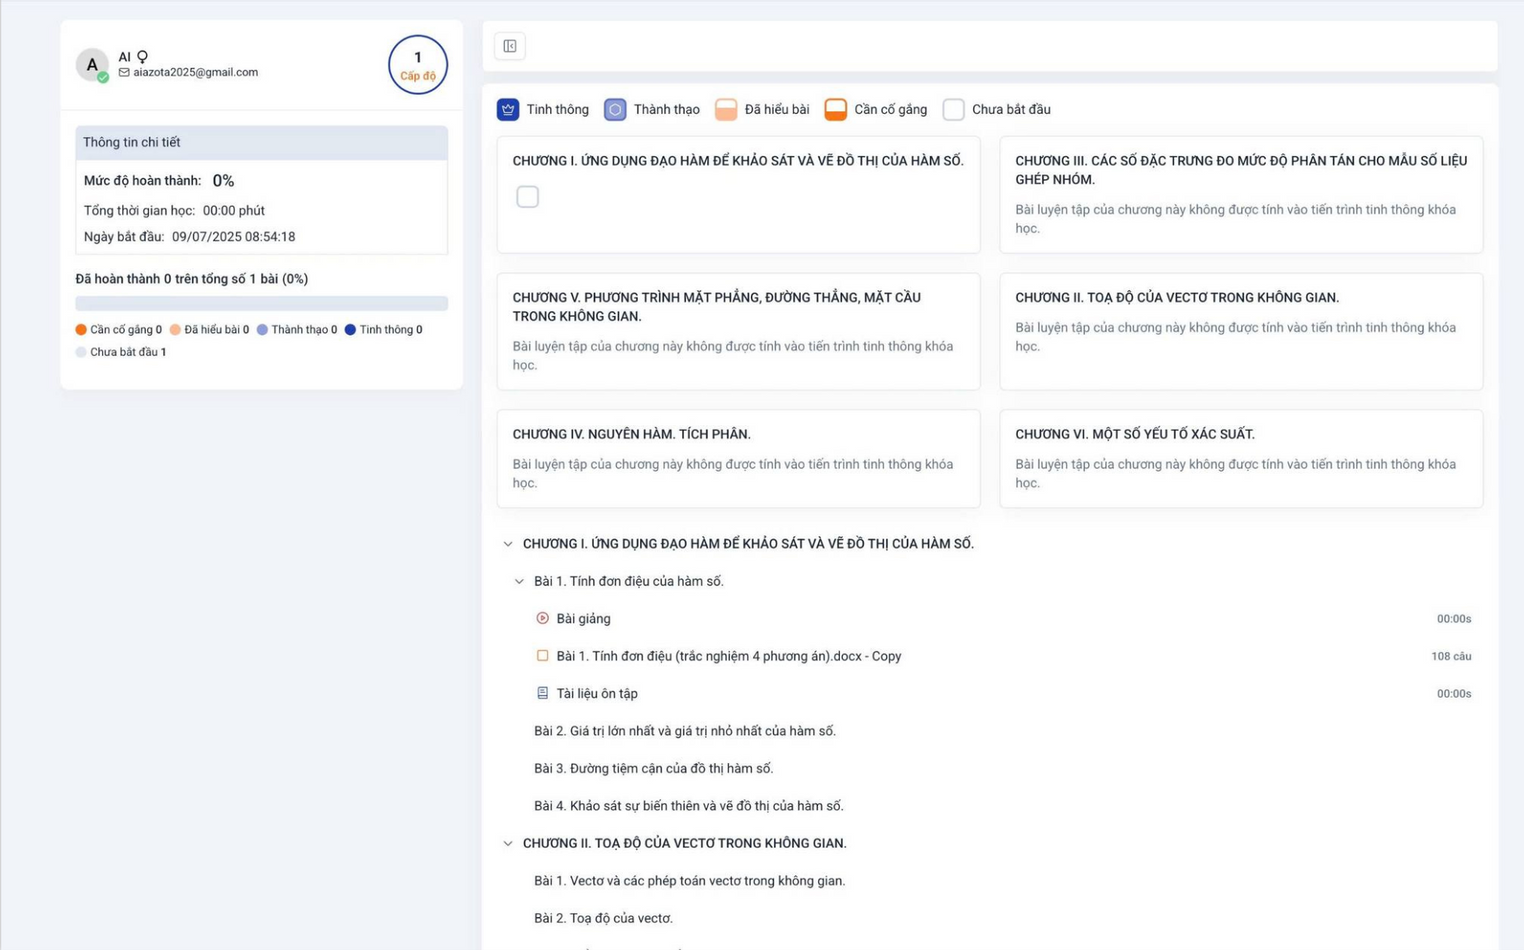 A
AI
aiazota2025@gmail.com
1
Cấp độ
Thông tin chi tiết
Mức độ hoàn thành: 0%
Tổng thời gian học: 00:00 phút
Ngày bắt đầu: 09/07/2025 08:54:18
Đã hoàn thành 0 trên tổng số 1 bài (0%)
Cần cố gắng 0 Đã hiểu bài 0 Thành thạo 0 Tinh thông 0
Chưa bắt đầu 1
Tinh thông Thành thạo Đã hiểu bài Cần cố gắng Chưa bắt đầu
CHƯƠNG I. ỨNG DỤNG ĐẠO HÀM ĐỂ KHẢO SÁT VÀ VẼ ĐỒ THỊ CỦA HÀM SỐ.
CHƯƠNG III. CÁC SỐ ĐẶC TRƯNG ĐO MỨC ĐỘ PHÂN TÁN CHO MẪU SỐ LIỆU
GHÉP NHÓM.
Bài luyện tập của chương này không được tính vào tiến trình tinh thông khóa
học.
CHƯƠNG V. PHƯƠNG TRÌNH MẶT PHẲNG, ĐƯỜNG THẲNG, MẶT CẦU
TRONG KHÔNG GIAN.
Bài luyện tập của chương này không được tính vào tiến trình tinh thông khóa
học.
CHƯƠNG II. TOẠ ĐỘ CỦA VECTƠ TRONG KHÔNG GIAN.
Bài luyện tập của chương này không được tính vào tiến trình tinh thông khóa
học.
CHƯƠNG IV. NGUYÊN HÀM. TÍCH PHÂN.
Bài luyện tập của chương này không được tính vào tiến trình tinh thông khóa
học.
CHƯƠNG VI. MỘT SỐ YẾU TỐ XÁC SUẤT.
Bài luyện tập của chương này không được tính vào tiến trình tinh thông khóa
học.
CHƯƠNG I. ỨNG DỤNG ĐẠO HÀM ĐỂ KHẢO SÁT VÀ VẼ ĐỒ THỊ CỦA HÀM SỐ.
Bài 1. Tính đơn điệu của hàm số.
Bài giảng 00:00s
Bài 1. Tính đơn điệu (trắc nghiệm 4 phương án).docx - Copy 108 câu
Tài liệu ôn tập 00:00s
Bài 2. Giá trị lớn nhất và giá trị nhỏ nhất của hàm số.
Bài 3. Đường tiệm cận của đồ thị hàm số.
Bài 4. Khảo sát sự biến thiên và vẽ đồ thị của hàm số.
CHƯƠNG II. TOẠ ĐỘ CỦA VECTƠ TRONG KHÔNG GIAN.
Bài 1. Vectơ và các phép toán vectơ trong không gian.
Bài 2. Toạ độ của vectơ.